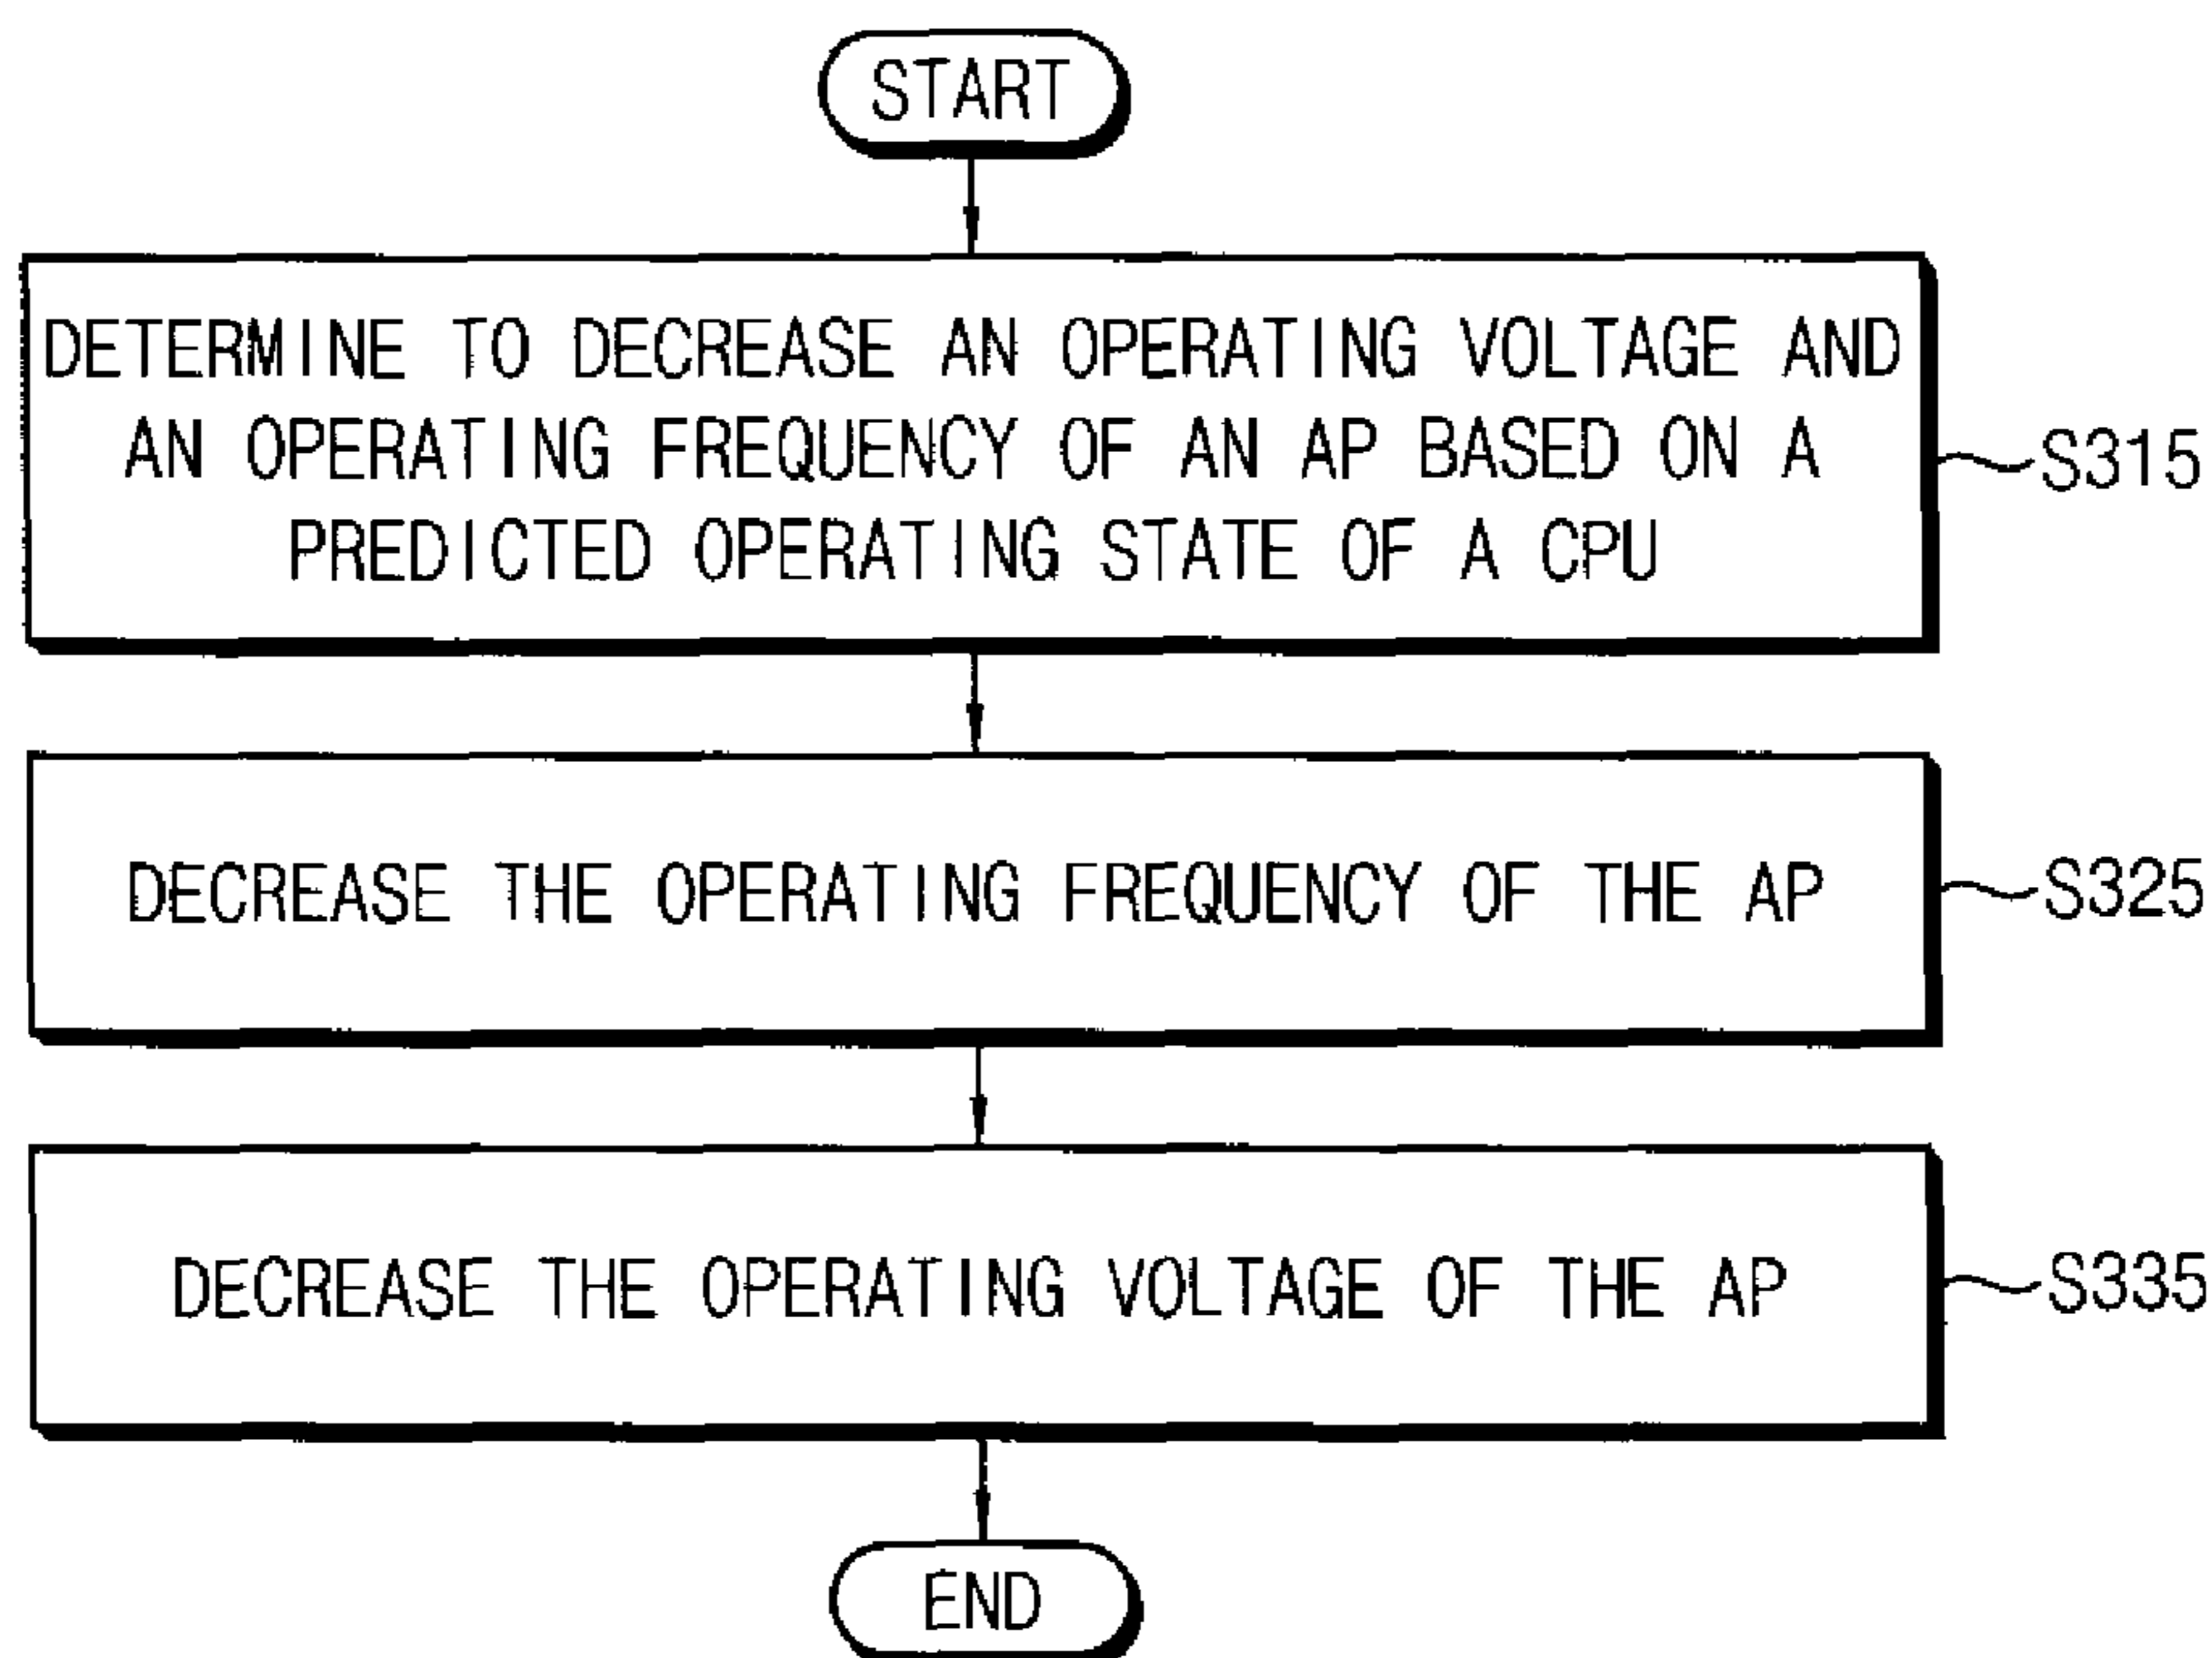 START
DETERMINE TO DECREASE AN OPERATING VOLTAGE AND
AN OPERATING FREQUENCY OF AN AP BASED ON A
PREDICTED OPERATING STATE OF A CPU
S315
DECREASE THE OPERATING FREQUENCY OF THE AP
S325
DECREASE THE OPERATING VOLTAGE OF THE AP
S335
END